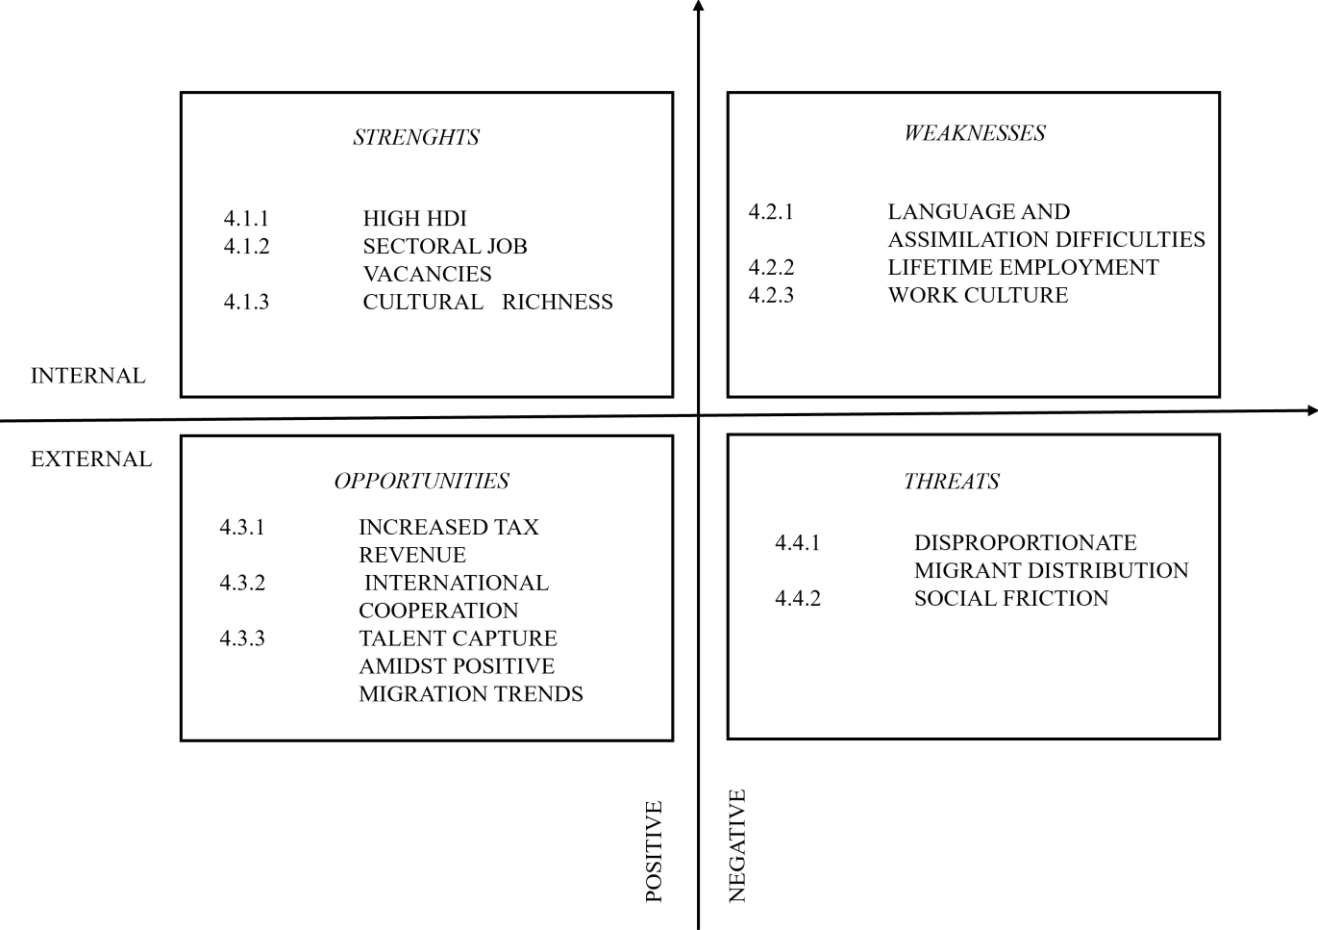 STRENGHTS
4.1.1 HIGH HDI
4.1.2 SECTORAL JOB
VACANCIES
4.1.3 CULTURAL RICHNESS
WEAKNESSES
4.2.1 LANGUAGE AND
ASSIMILATION DIFFICULTIES
4.2.2 LIFETIME EMPLOYMENT
4.2.3 WORK CULTURE
INTERNAL
EXTERNAL
OPPORTUNITIES
4.3.1 INCREASED TAX
REVENUE
4.3.2 INTERNATIONAL
COOPERATION
4.3.3 TALENT CAPTURE
AMIDST POSITIVE
MIGRATION TRENDS
THREATS
4.4.1 DISPROPORTIONATE
MIGRANT DISTRIBUTION
4.4.2 SOCIAL FRICTION
POSITIVE
NEGATIVE